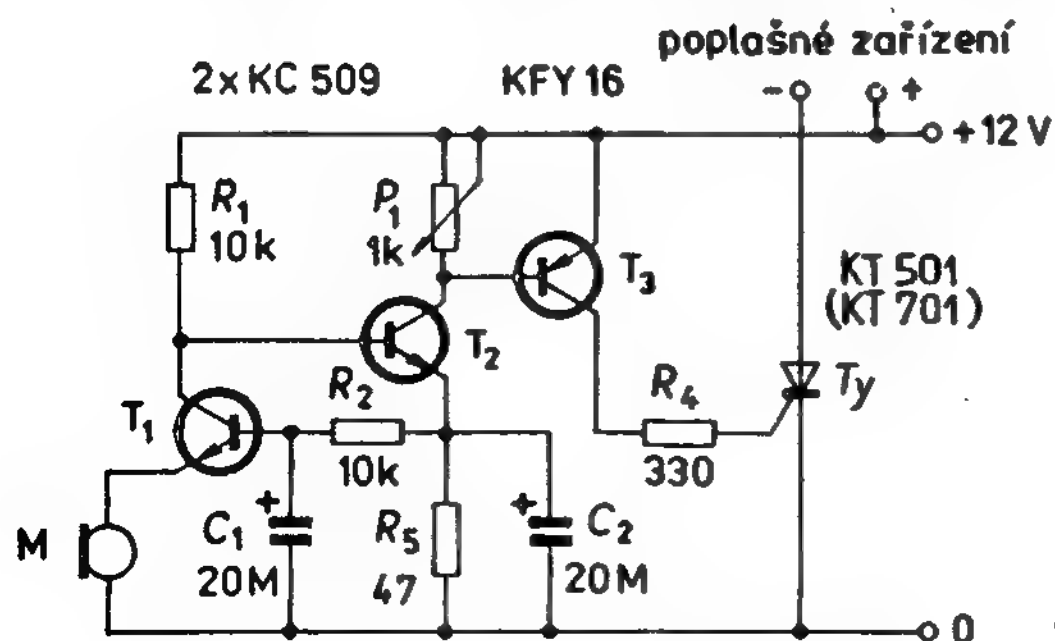 poplašné zařízení
2x KC 509
KFY 16
- +
+12 V
R1
10k
P1
1k
T3
KT 501
(KT 701)
T2
Ty
R2
10k
R4
330
T1
M
+
C1
20M
R5
47
+
C2
20M
0